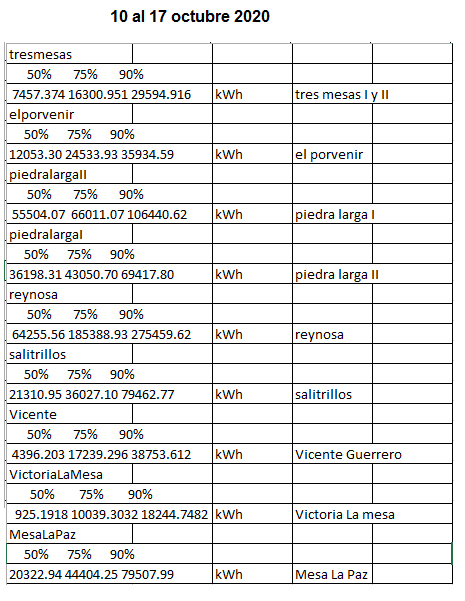 10 al 17 octubre 2020
tresmesas
50% 75% 90%
7457.374 16300.951 29594.916 kWh tres mesas I y II
elporvenir
50% 75% 90%
12053.30 24533.93 35934.59 kWh el porvenir
piedralargaII
50% 75% 90%
55504.07 66011.07 106440.62 kWh piedra larga I
piedralargaI
50% 75% 90%
36198.31 43050.70 69417.80 kWh piedra larga II
reynosa
50% 75% 90%
64255.56 185388.93 275459.62 kWh reynosa
salitrillos
50% 75% 90%
21310.95 36027.10 79462.77 kWh salitrillos
Vicente
50% 75% 90%
4396.203 17239.296 38753.612 kWh Vicente Guerrero
VictoriaLaMesa
50% 75% 90%
925.1918 10039.3032 18244.7482 kWh Victoria La mesa
MesaLaPaz
50% 75% 90%
20322.94 44404.25 79507.99 kWh Mesa La Paz